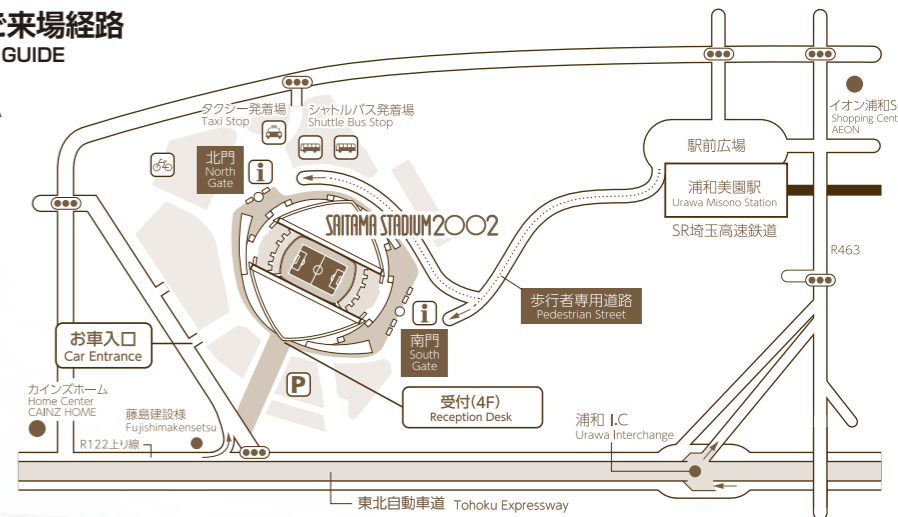 来場経路
GUIDE
タクシー発着場
Taxi Stop
シャトルバス発着場
Shuttle Bus Stop
北門
North
Gate
i
SAITAMA STADIUM 2002
駅前広場
イオン浦和S
Shopping Cent
AEON
浦和美園駅
Urawa Misono Station
SR埼玉高速鉄道
R463
歩行者専用道路
Pedestrian Street
i
南門
South
Gate
お車入口
Car Entrance
P
受付(4F)
Reception Desk
カインズホーム
Home Center
CAINZ HOME
藤島建設様
Fujishimakensetsu
R122上り線
浦和 I.C
Urawa Interchange
東北自動車道 Tohoku Expressway